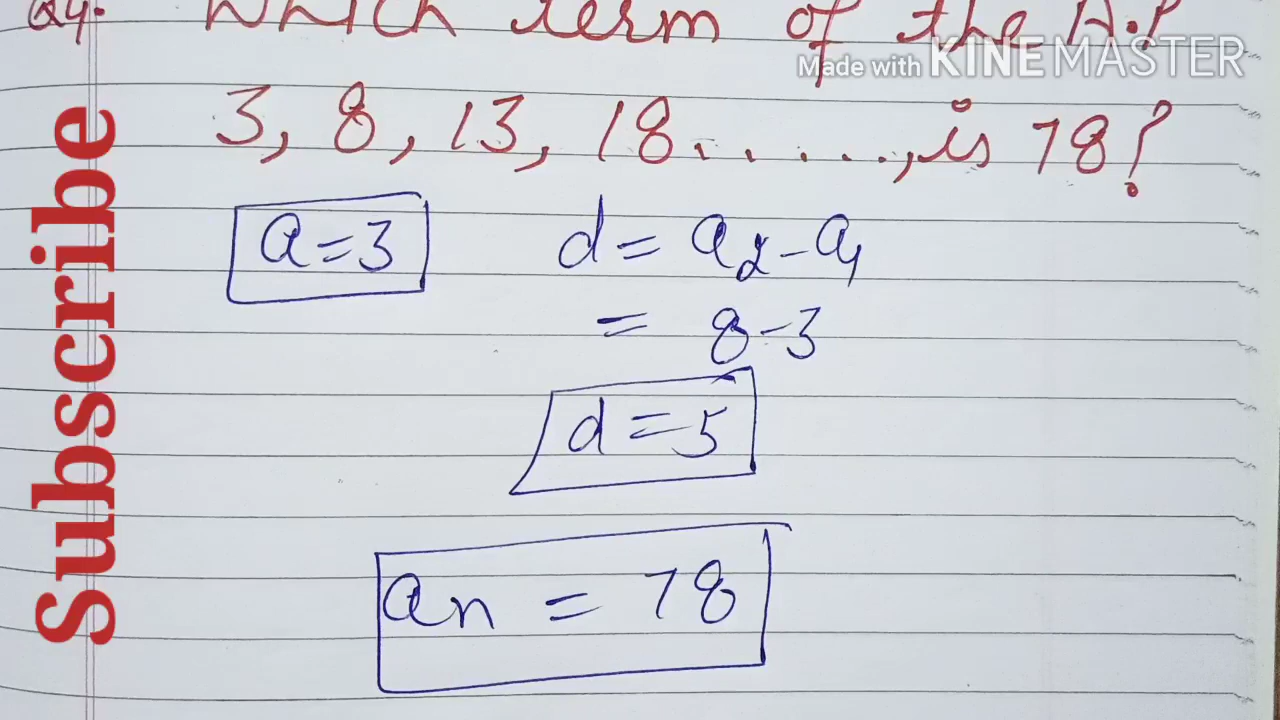 Q4. Which term of the A.P
Made with KINEMASTER
3, 8, 13, 18. . . . . ., is 78?
a = 3
d = a2 - a1
= 8 - 3
d = 5
an = 78
Subscribe